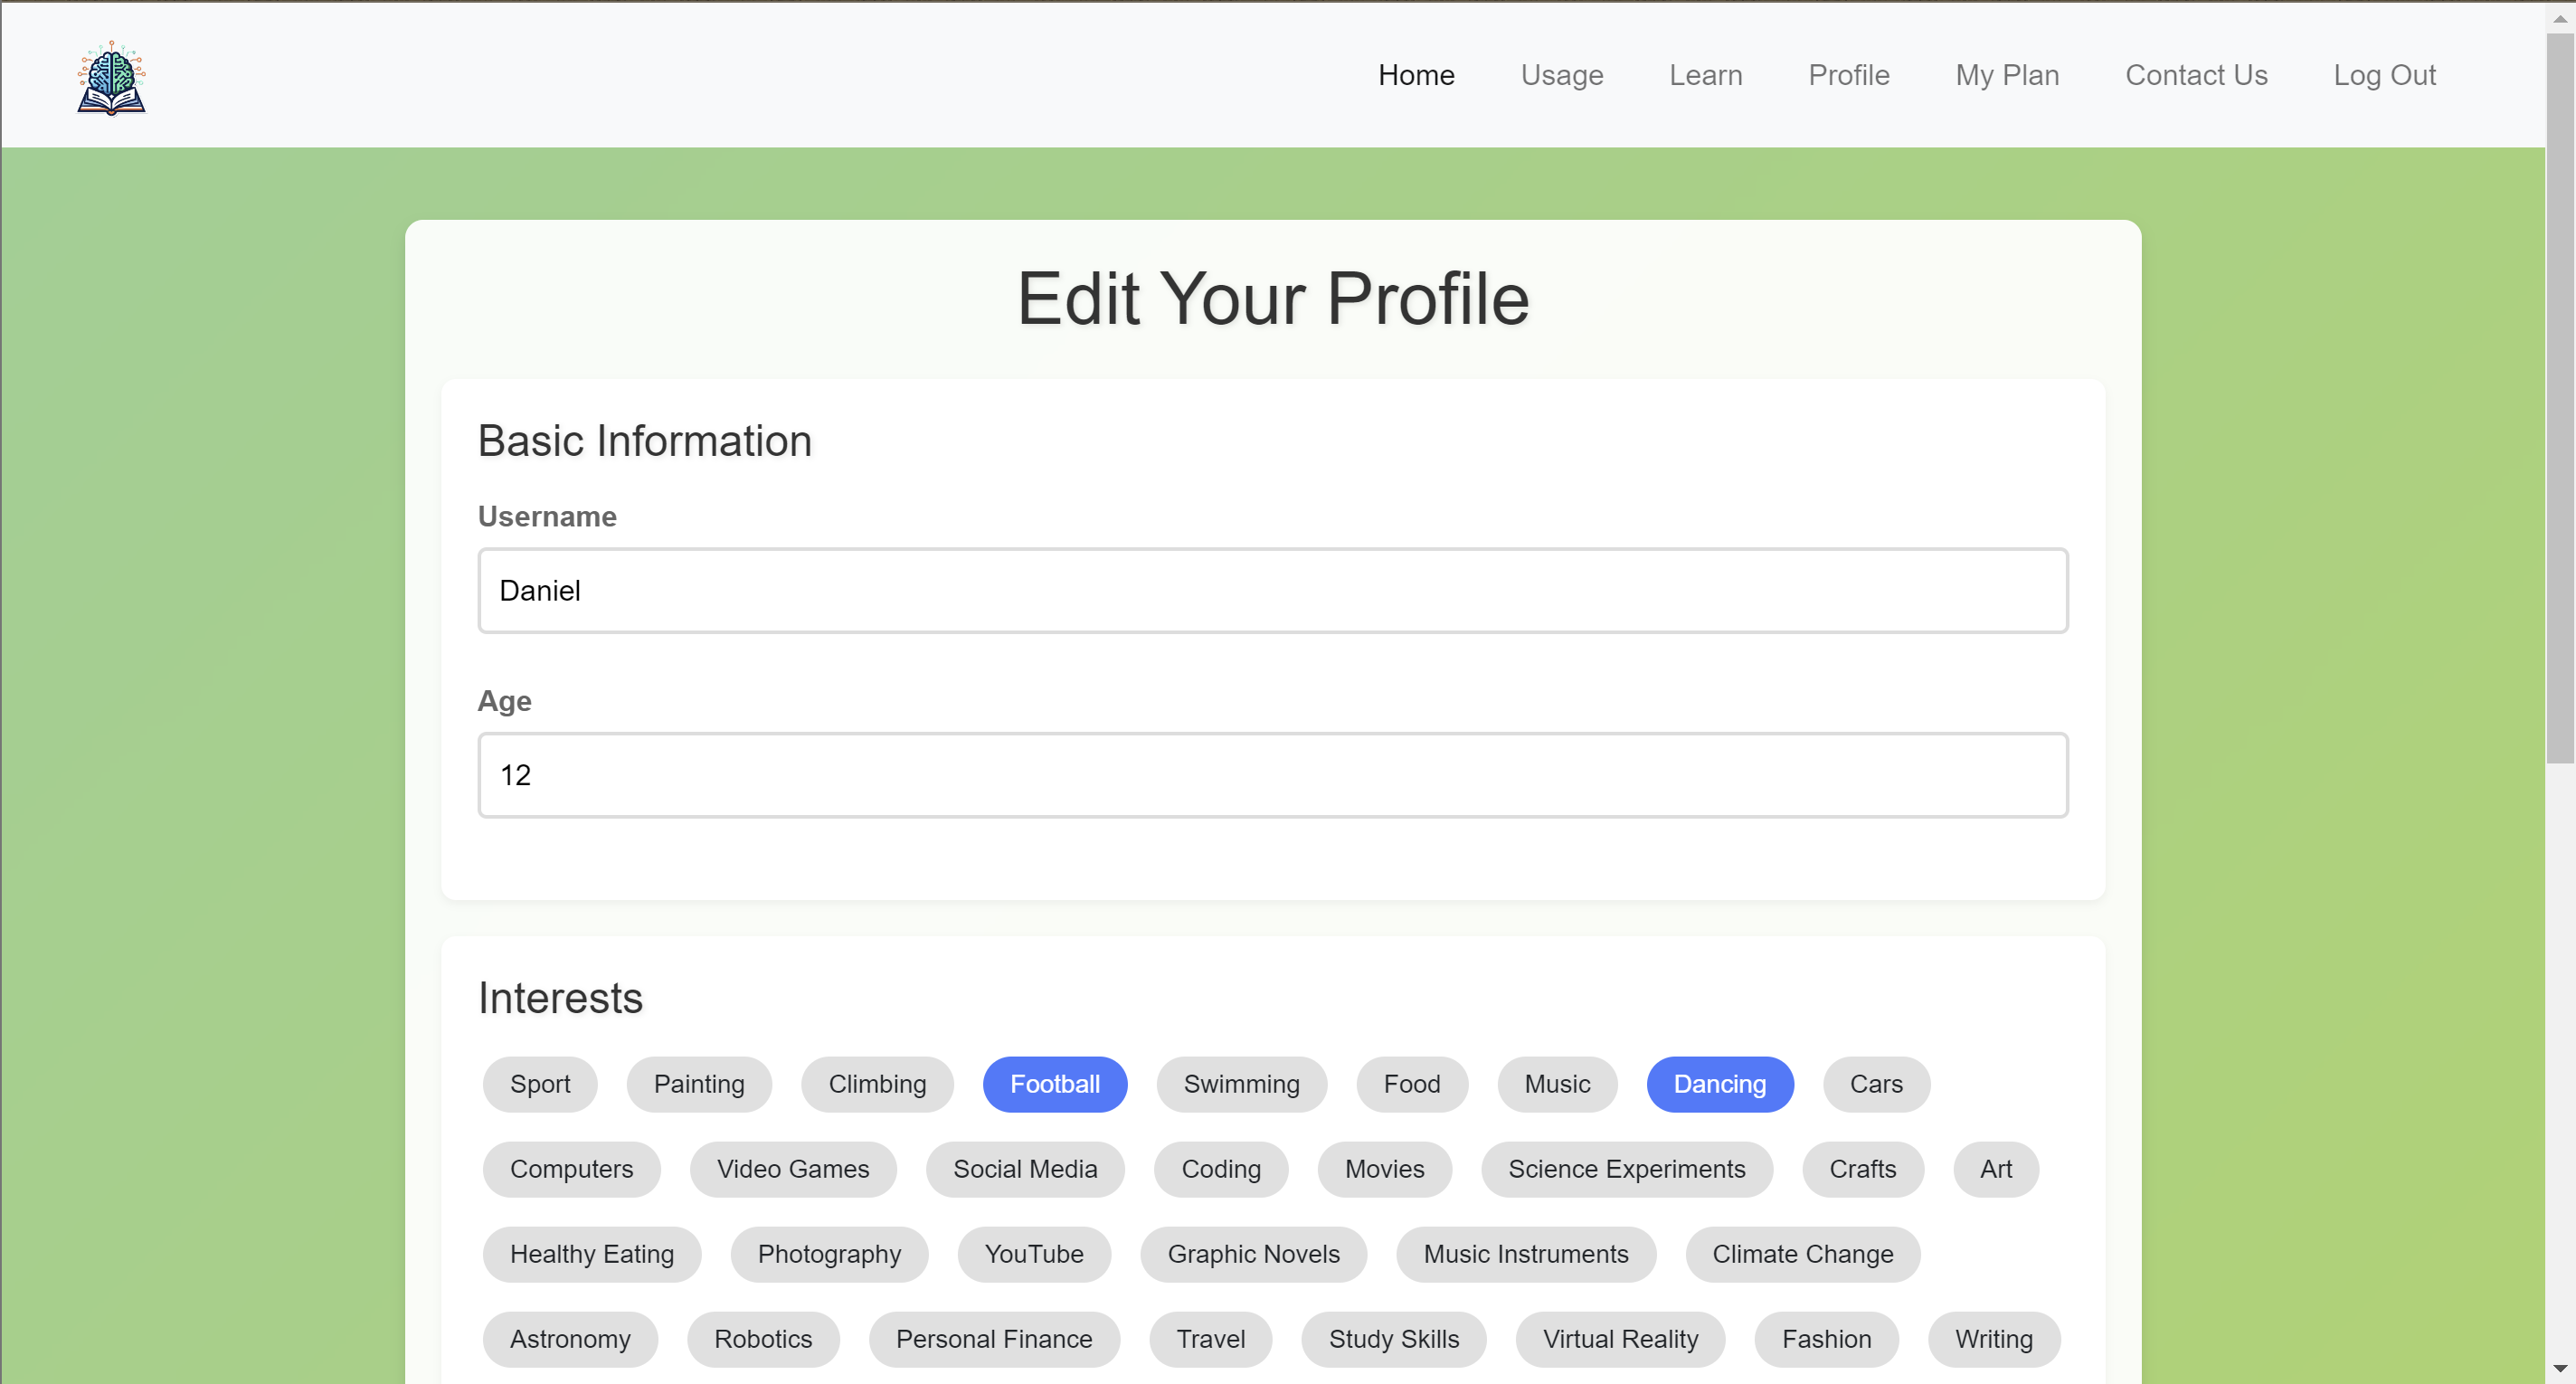 Home Usage Learn Profile My Plan Contact Us Log Out
Edit Your Profile
Basic Information
Username
Daniel
Age
12
Interests
Sport Painting Climbing Football Swimming Food Music Dancing Cars
Computers Video Games Social Media Coding Movies Science Experiments Crafts Art
Healthy Eating Photography YouTube Graphic Novels Music Instruments Climate Change
Astronomy Robotics Personal Finance Travel Study Skills Virtual Reality Fashion Writing